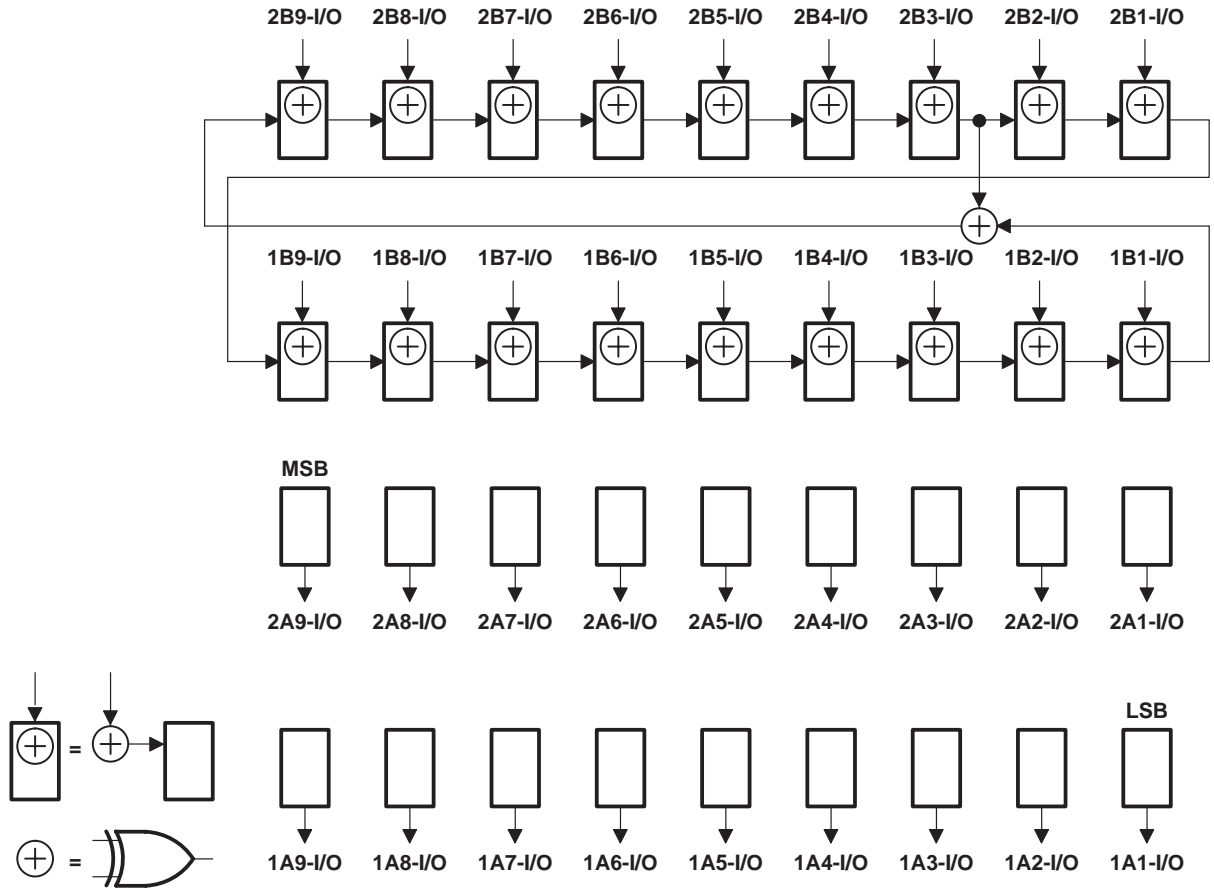 2B9-I/O 2B8-I/O 2B7-I/O 2B6-I/O 2B5-I/O 2B4-I/O 2B3-I/O 2B2-I/O 2B1-I/O
1B9-I/O 1B8-I/O 1B7-I/O 1B6-I/O 1B5-I/O 1B4-I/O 1B3-I/O 1B2-I/O 1B1-I/O
MSB
2A9-I/O 2A8-I/O 2A7-I/O 2A6-I/O 2A5-I/O 2A4-I/O 2A3-I/O 2A2-I/O 2A1-I/O
LSB
=
=
1A9-I/O 1A8-I/O 1A7-I/O 1A6-I/O 1A5-I/O 1A4-I/O 1A3-I/O 1A2-I/O 1A1-I/O